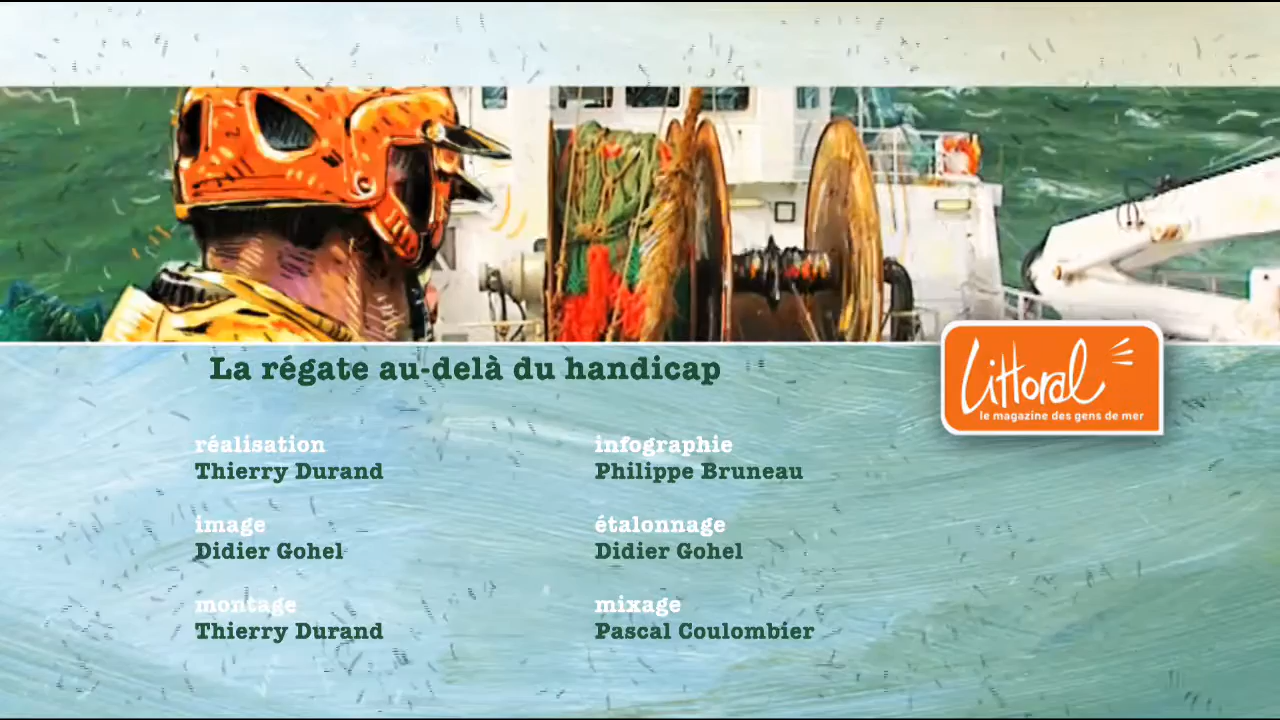 La régate au-delà du handicap
Littoral
le magazine des gens de mer
réalisation
Thierry Durand
image
Didier Gohel
montage
Thierry Durand
infographie
Philippe Bruneau
étalonnage
Didier Gohel
mixage
Pascal Coulombier